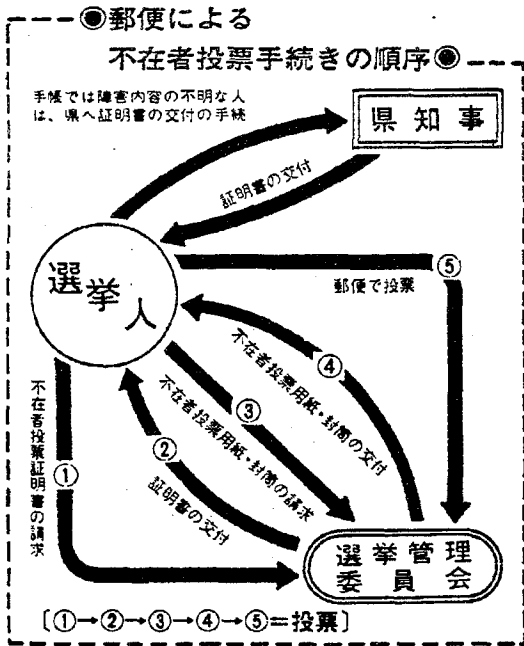 ◉郵便による
不在者投票手続きの順序◉
手帳では障害内容の不明な人
は、県へ証明書の交付の手続
県知事
証明書の交付
選挙人
⑤
郵便で投票
④
不在者投票用紙・封筒の交付
③
不在者投票用紙・封筒の請求
②
証明書の交付
①
不在者投票証明書の請求
選挙管理
委員会
〔①→②→③→④→⑤=投票〕